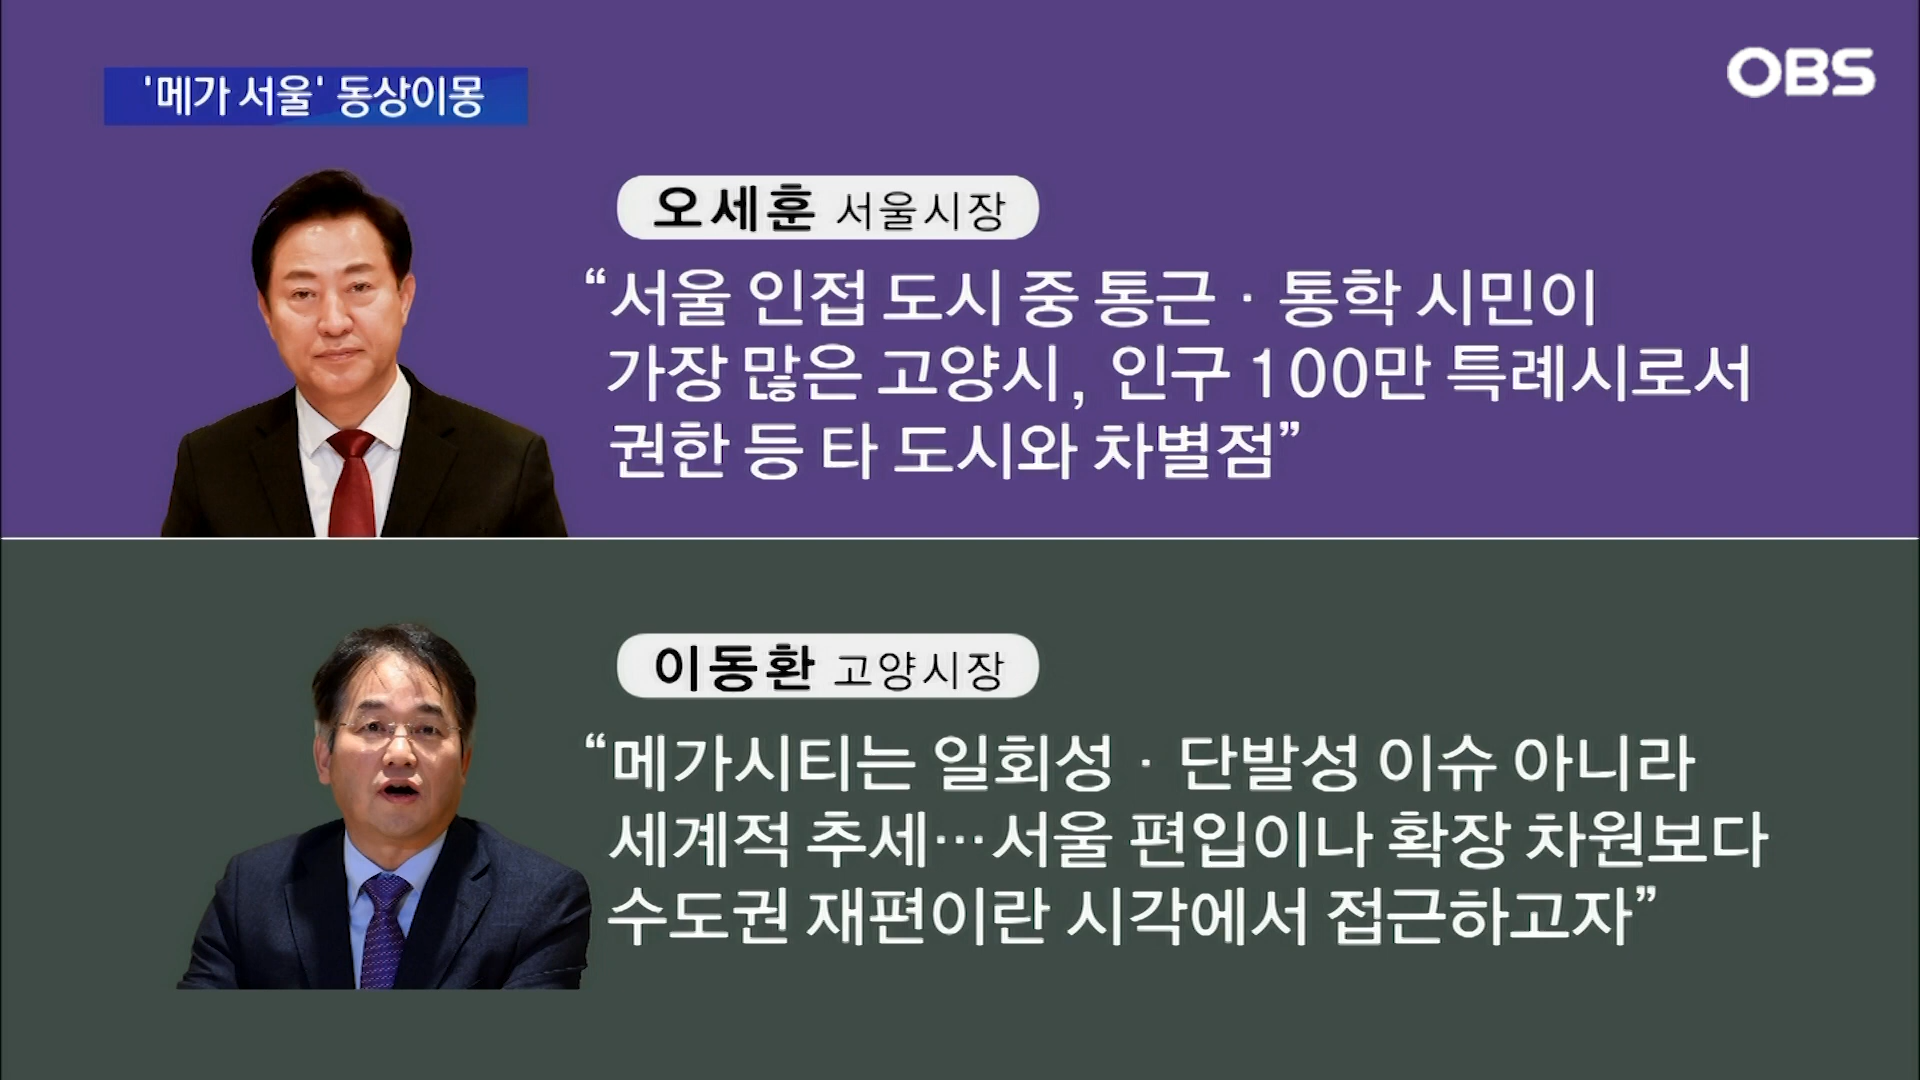 '메가 서울' 동상이몽
OBS
오세훈 서울시장
“서울 인접 도시 중 통근·통학 시민이
가장 많은 고양시, 인구 100만 특례시로서
권한 등 타 도시와 차별점”
이동환 고양시장
“메가시티는 일회성·단발성 이슈 아니라
세계적 추세…서울 편입이나 확장 차원보다
수도권 재편이란 시각에서 접근하고자”